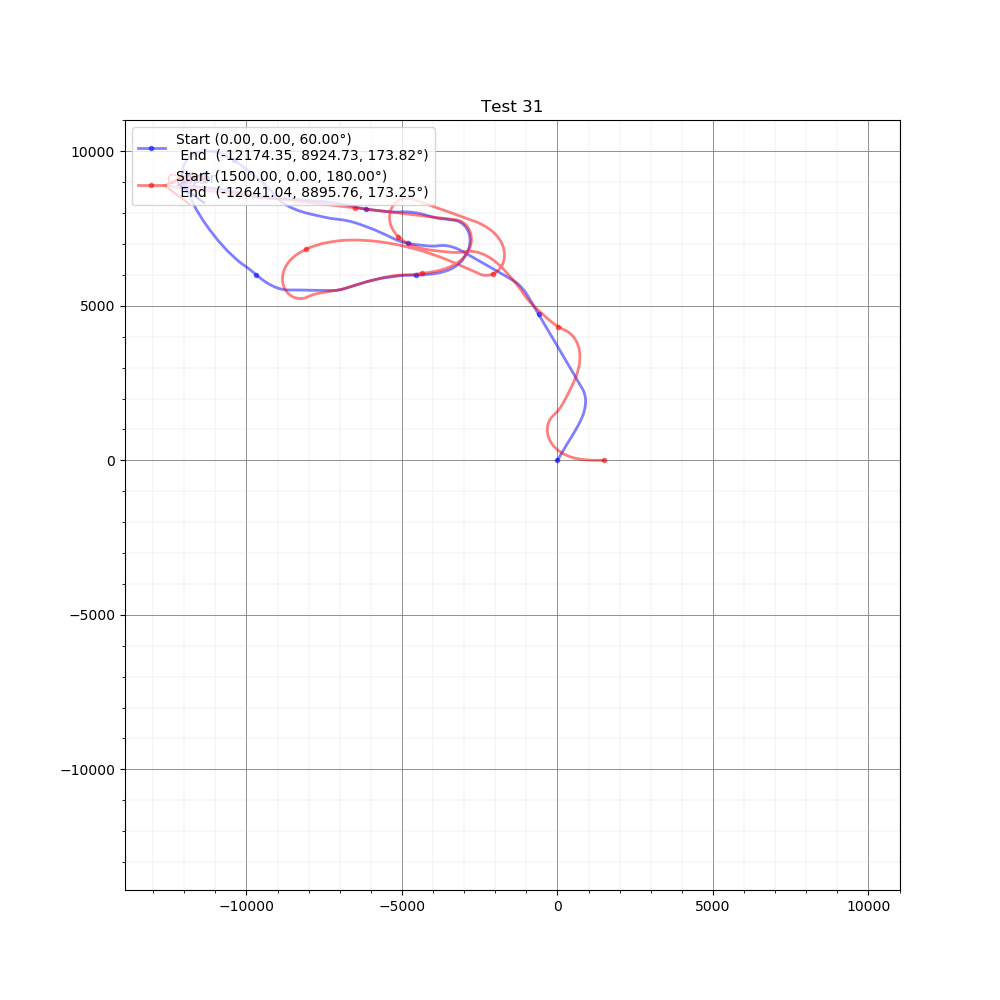 Test 31
Start (0.00, 0.00, 60.00°)
End (-12174.35, 8924.73, 173.82°)
Start (1500.00, 0.00, 180.00°)
End (-12641.04, 8895.76, 173.25°)
10000
5000
0
−5000
−10000
−10000 −5000 0 5000 10000